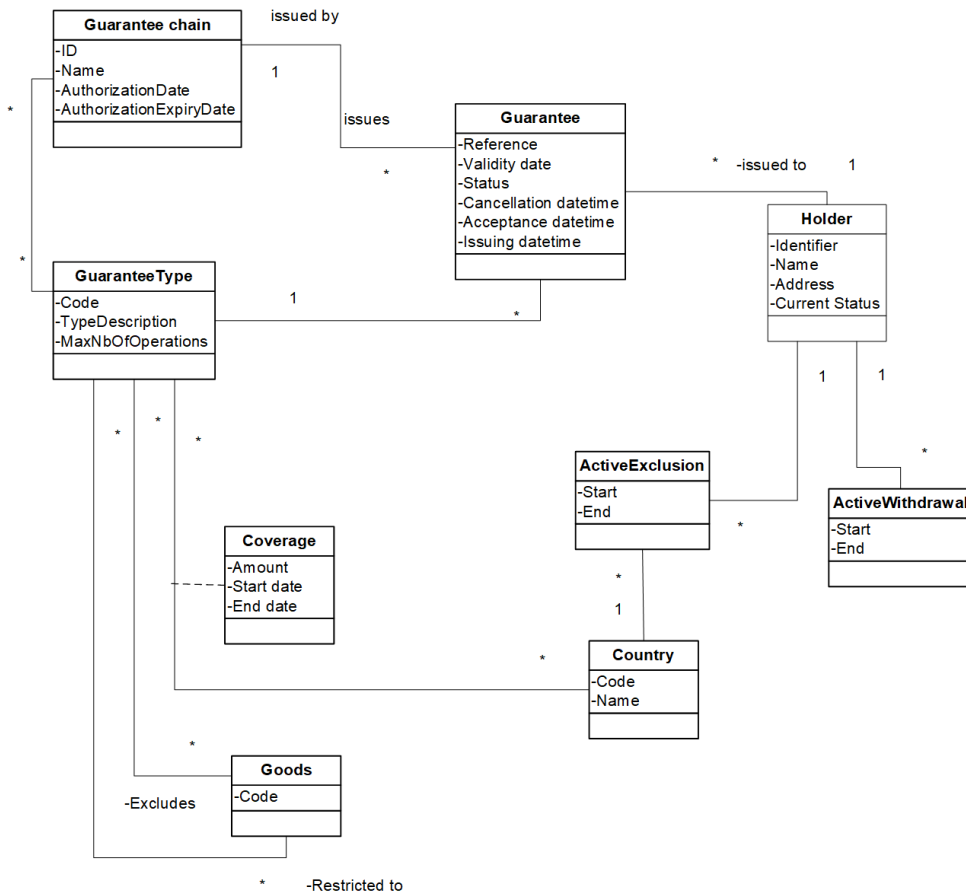 issued by
Guarantee chain
-ID
-Name
-AuthorizationDate
-AuthorizationExpiryDate
1
*
issues
*
Guarantee
-Reference
-Validity date
-Status
-Cancellation datetime
-Acceptance datetime
-Issuing datetime
* -issued to 1
Holder
-Identifier
-Name
-Address
-Current Status
*
GuaranteeType
-Code
-TypeDescription
-MaxNbOfOperations
1
*
1
1
*
*
*
ActiveExclusion
-Start
-End
*
*
ActiveWithdrawal
-Start
-End
Coverage
-Amount
-Start date
-End date
*
1
*
Country
-Code
-Name
*
Goods
-Code
-Excludes
* -Restricted to